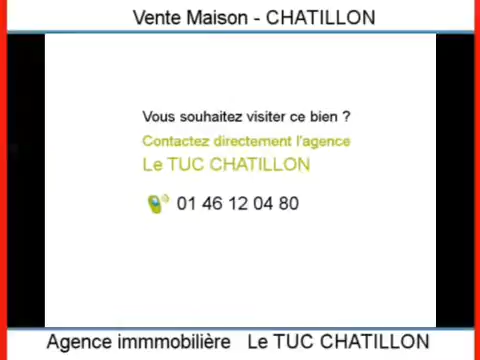 Vente Maison - CHATILLON
Vous souhaitez visiter ce bien ?
Contactez directement l'agence
Le TUC CHATILLON
01 46 12 04 80
Agence immmobilière Le TUC CHATILLON